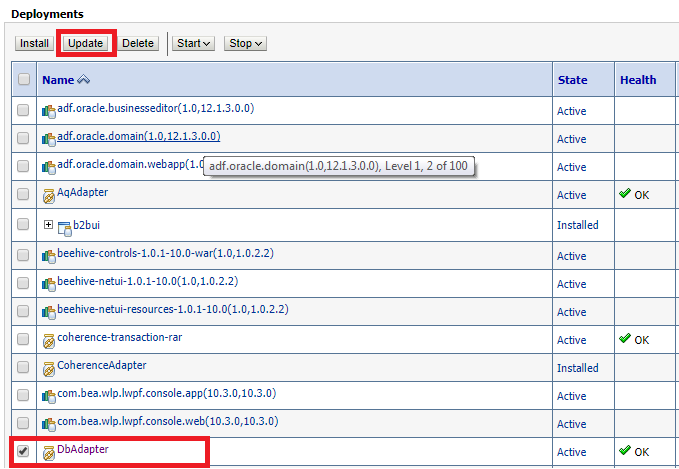 Deployments
Install Update Delete Start Stop
Name State Health
adf.oracle.businesseditor(1.0,12.1.3.0.0) Active
adf.oracle.domain(1.0,12.1.3.0.0) Active
adf.oracle.domain.webapp(1.0 Active
adf.oracle.domain(1.0,12.1.3.0.0), Level 1, 2 of 100
AqAdapter Active OK
b2bui Installed
beehive-controls-1.0.1-10.0-war(1.0,1.0.2.2) Active
beehive-netui-1.0.1-10.0(1.0,1.0.2.2) Active
beehive-netui-resources-1.0.1-10.0(1.0,1.0.2.2) Active
coherence-transaction-rar Active OK
CoherenceAdapter Installed
com.bea.wlp.lwpf.console.app(10.3.0,10.3.0) Active
com.bea.wlp.lwpf.console.web(10.3.0,10.3.0) Active
DbAdapter Active OK